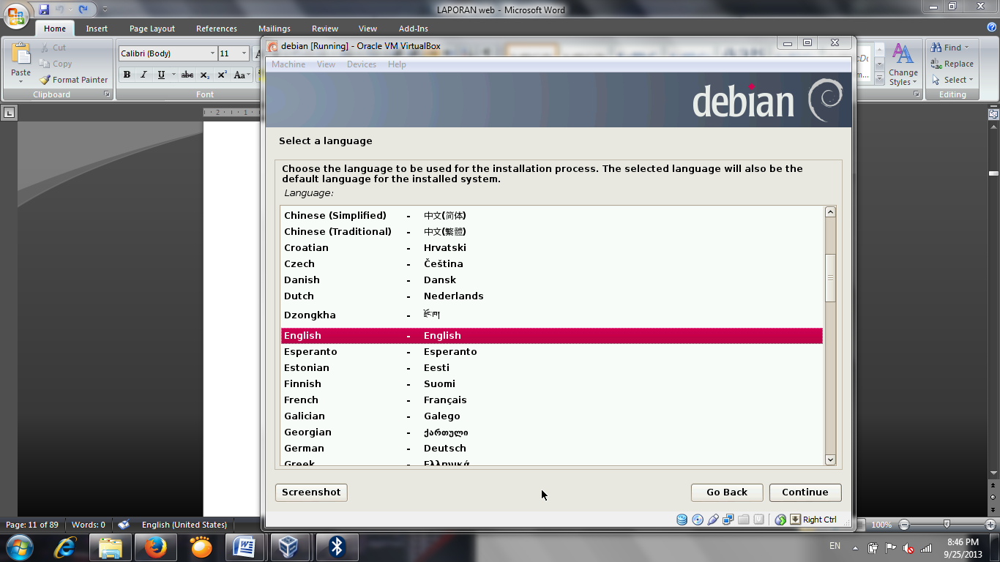 LAPORAN web - Microsoft Word
Home Insert Page Layout References Mailings Review View Add-Ins
Paste
Cut
Copy
Format Painter
Clipboard
Calibri (Body) 11
B I U abc x₂ x² Aa
Font
Change Styles
Find
Replace
Select
Editing
debian [Running] - Oracle VM VirtualBox
Machine View Devices Help
debian
Select a language
Choose the language to be used for the installation process. The selected language will also be the
default language for the installed system.
Language:
Chinese (Simplified) - 中文(简体)
Chinese (Traditional) - 中文(繁體)
Croatian - Hrvatski
Czech - Čeština
Danish - Dansk
Dutch - Nederlands
Dzongkha - རྫོང་ཁ།
English - English
Esperanto - Esperanto
Estonian - Eesti
Finnish - Suomi
French - Français
Galician - Galego
Georgian - ქართული
German - Deutsch
Greek - Ελληνικά
Screenshot Go Back Continue
Right Ctrl
Page: 11 of 89 Words: 0 English (United States) 100%
EN 8:46 PM
9/25/2013